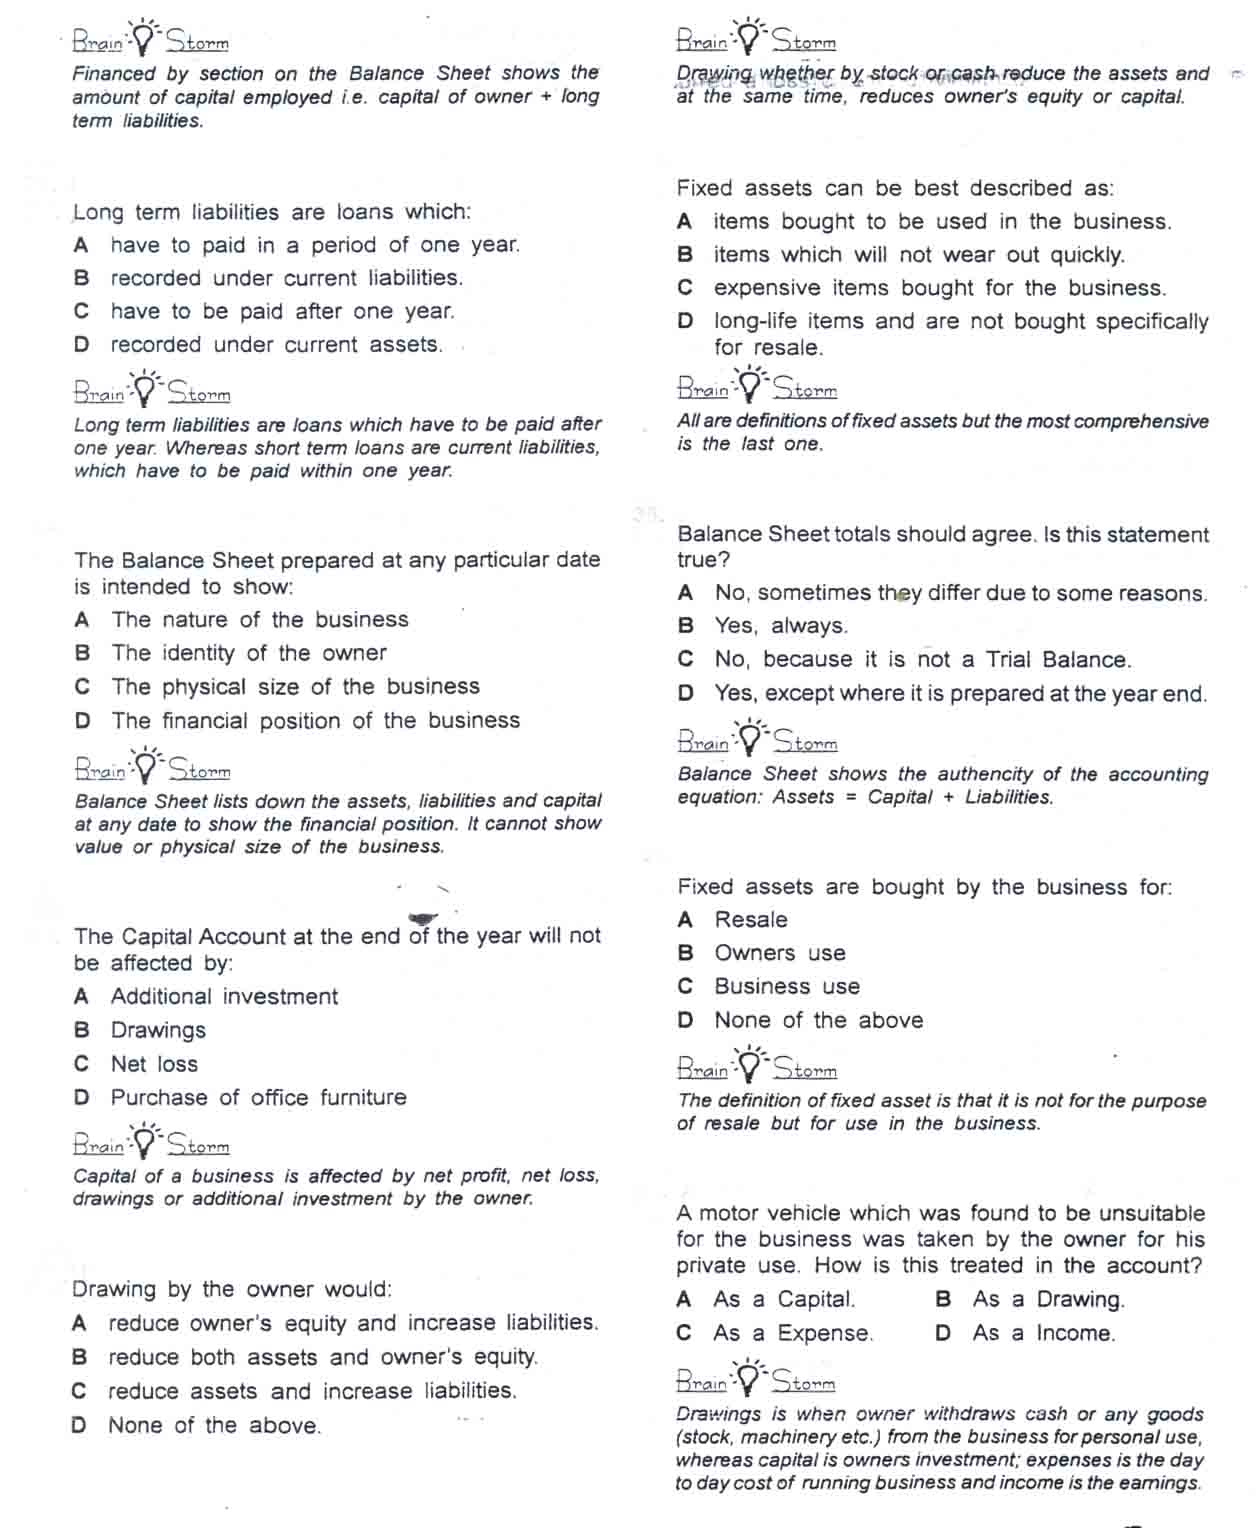 Brain Storm
Financed by section on the Balance Sheet shows the
amount of capital employed i.e. capital of owner + long
term liabilities.
Long term liabilities are loans which:
A have to paid in a period of one year.
B recorded under current liabilities.
C have to be paid after one year.
D recorded under current assets.
Brain Storm
Long term liabilities are loans which have to be paid after
one year. Whereas short term loans are current liabilities,
which have to be paid within one year.
The Balance Sheet prepared at any particular date
is intended to show:
A The nature of the business
B The identity of the owner
C The physical size of the business
D The financial position of the business
Brain Storm
Balance Sheet lists down the assets, liabilities and capital
at any date to show the financial position. It cannot show
value or physical size of the business.
The Capital Account at the end of the year will not
be affected by:
A Additional investment
B Drawings
C Net loss
D Purchase of office furniture
Brain Storm
Capital of a business is affected by net profit, net loss,
drawings or additional investment by the owner.
Drawing by the owner would:
A reduce owner's equity and increase liabilities.
B reduce both assets and owner's equity.
C reduce assets and increase liabilities.
D None of the above.
Brain Storm
Drawing whether by stock or cash reduce the assets and
at the same time, reduces owner's equity or capital.
Fixed assets can be best described as:
A items bought to be used in the business.
B items which will not wear out quickly.
C expensive items bought for the business.
D long-life items and are not bought specifically
for resale.
Brain Storm
All are definitions of fixed assets but the most comprehensive
is the last one.
Balance Sheet totals should agree. Is this statement
true?
A No, sometimes they differ due to some reasons.
B Yes, always.
C No, because it is not a Trial Balance.
D Yes, except where it is prepared at the year end.
Brain Storm
Balance Sheet shows the authencity of the accounting
equation: Assets = Capital + Liabilities.
Fixed assets are bought by the business for:
A Resale
B Owners use
C Business use
D None of the above
Brain Storm
The definition of fixed asset is that it is not for the purpose
of resale but for use in the business.
A motor vehicle which was found to be unsuitable
for the business was taken by the owner for his
private use. How is this treated in the account?
A As a Capital. B As a Drawing.
C As a Expense. D As a Income.
Brain Storm
Drawings is when owner withdraws cash or any goods
(stock, machinery etc.) from the business for personal use,
whereas capital is owners investment; expenses is the day
to day cost of running business and income is the earnings.